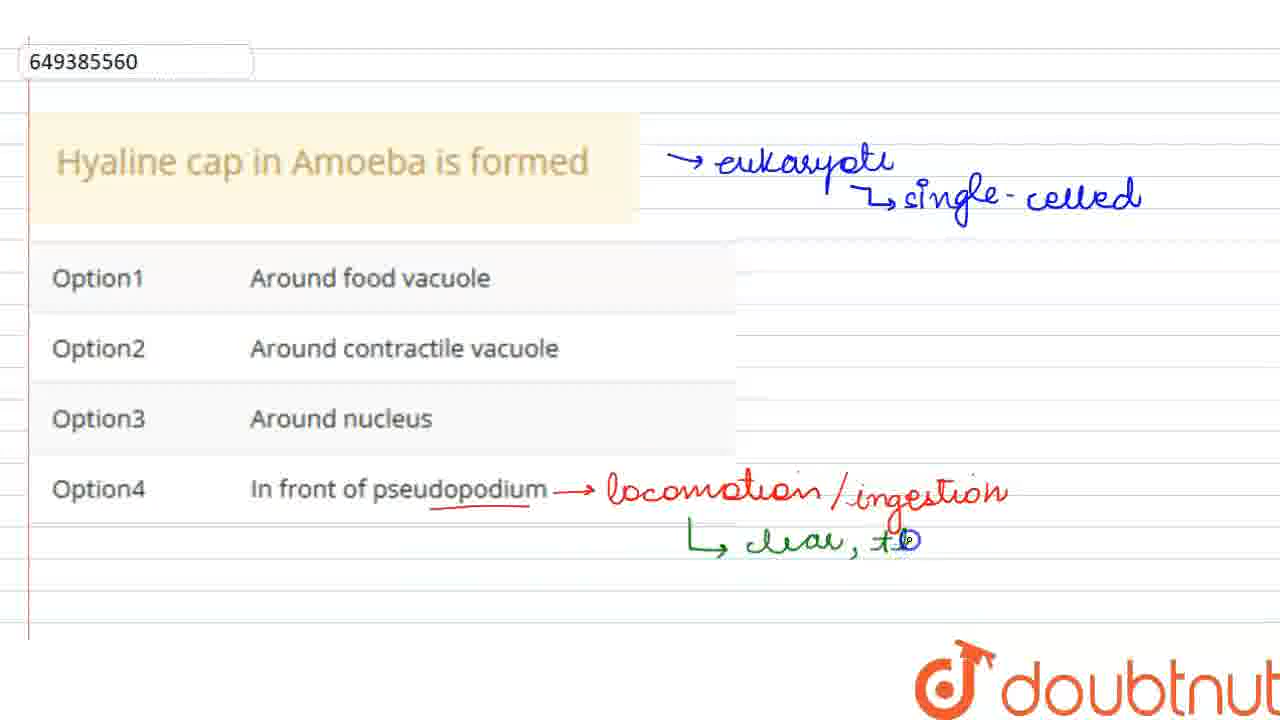 649385560
Hyaline cap in Amoeba is formed
→ eukaryote
↳ single-celled
Option1 Around food vacuole
Option2 Around contractile vacuole
Option3 Around nucleus
Option4 In front of pseudopodium → locomotion / ingestion
↳ clear,
doubtnut